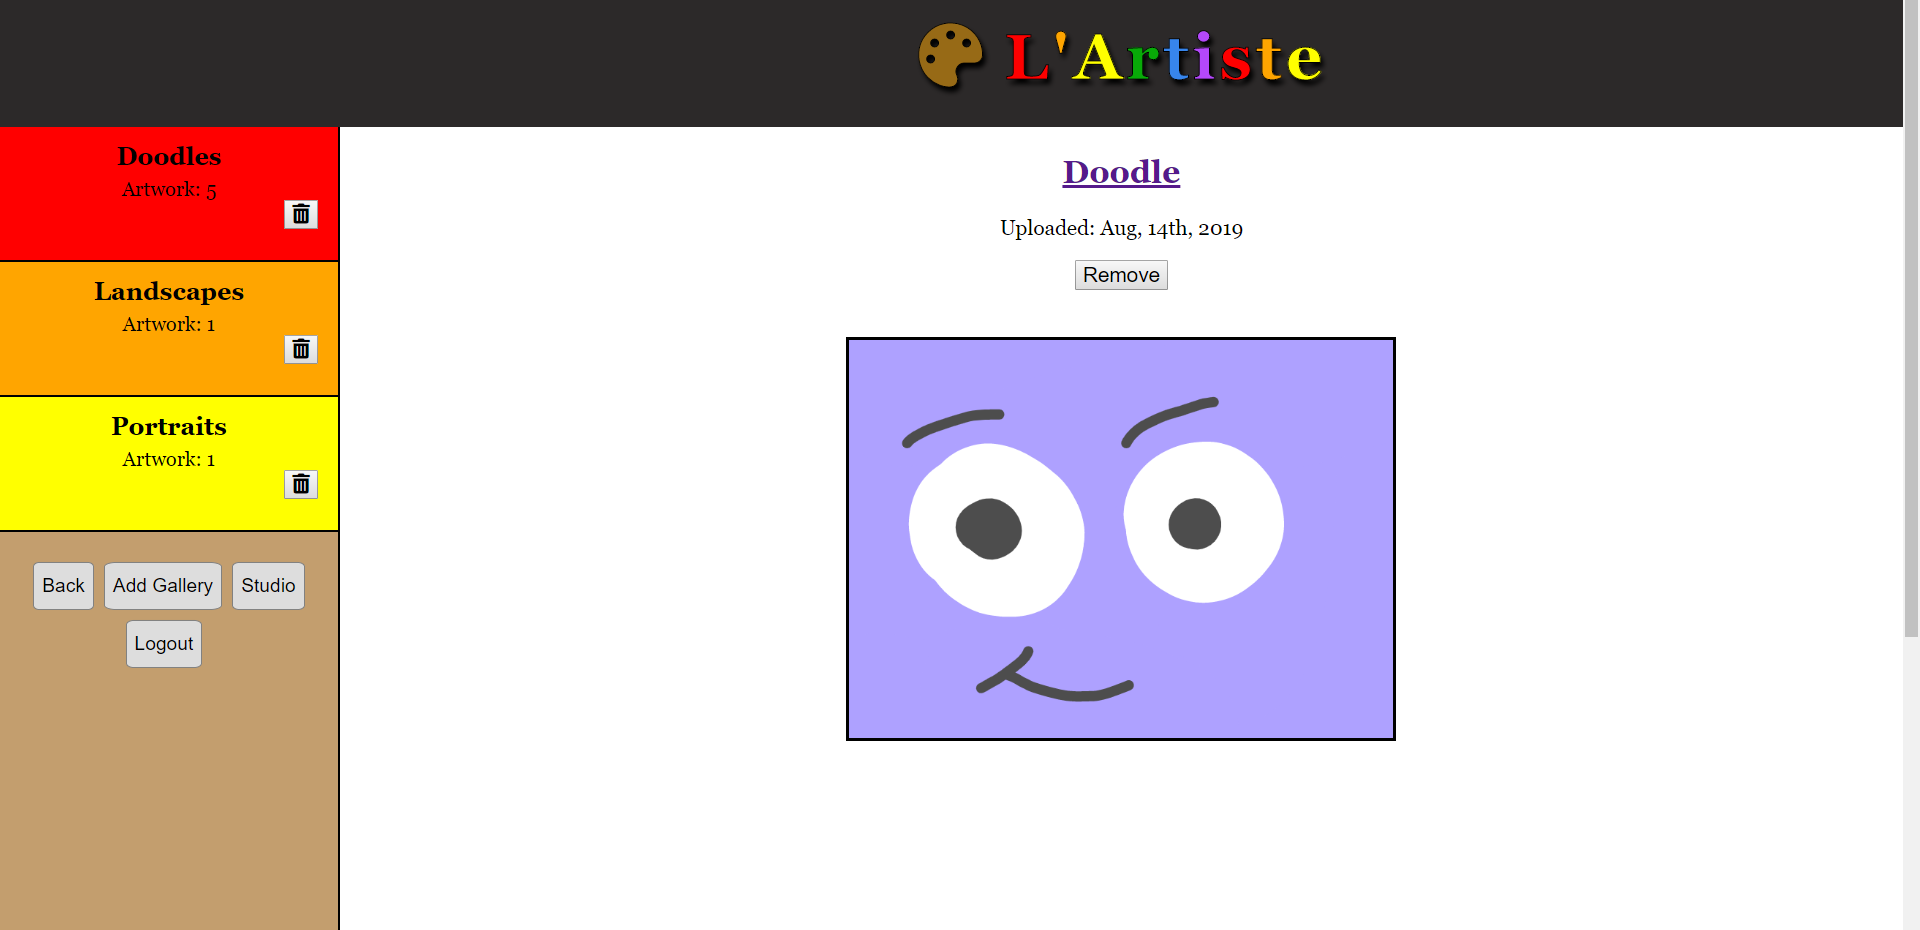 L'Artiste
Doodles
Artwork: 5
Landscapes
Artwork: 1
Portraits
Artwork: 1
Back
Add Gallery
Studio
Logout
Doodle
Uploaded: Aug, 14th, 2019
Remove